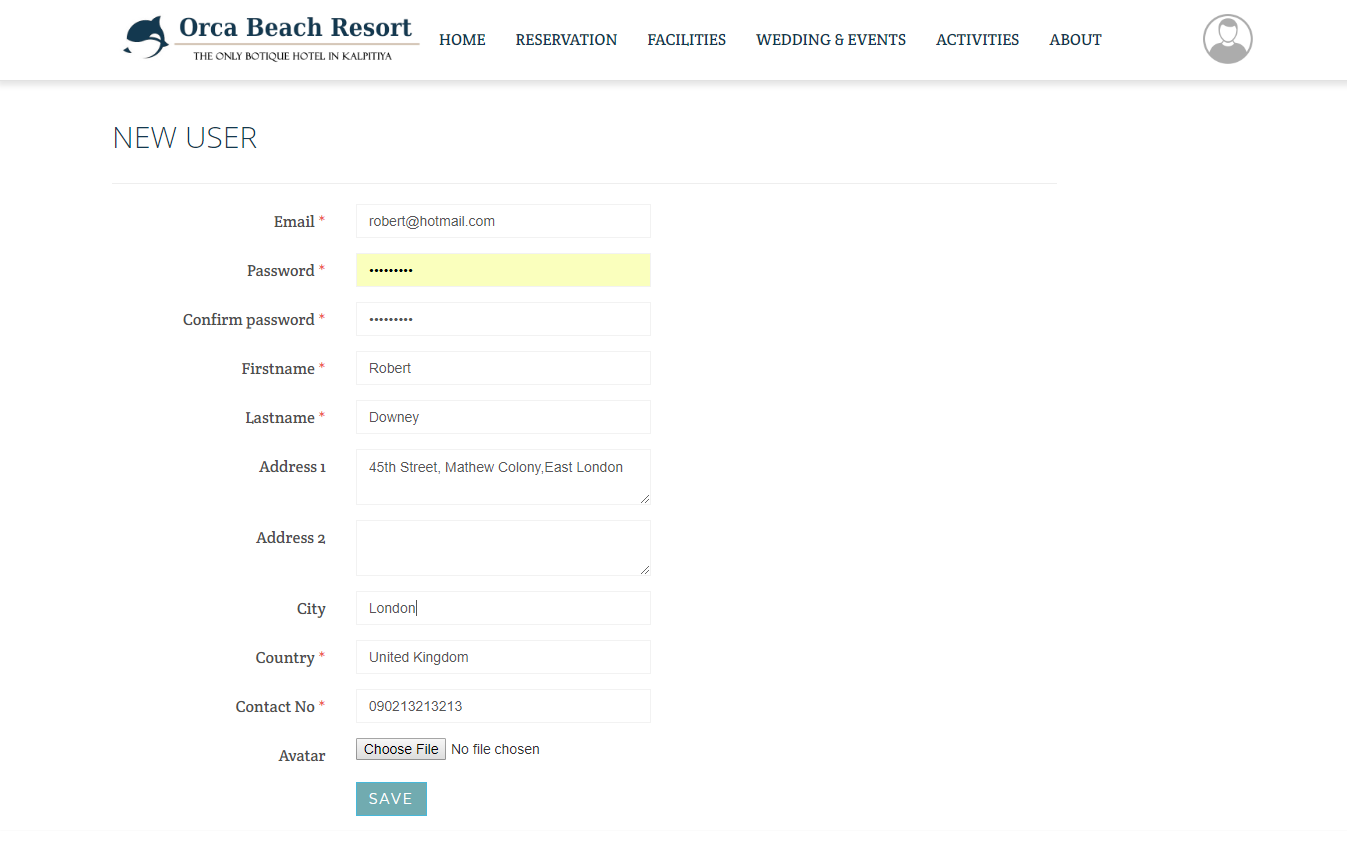 Orca Beach Resort
THE ONLY BOTIQUE HOTEL IN KALPITIYA
HOME RESERVATION FACILITIES WEDDING & EVENTS ACTIVITIES ABOUT
NEW USER
Email * robert@hotmail.com
Password * •••••••••
Confirm password * •••••••••
Firstname * Robert
Lastname * Downey
Address 1 45th Street, Mathew Colony,East London
Address 2
City London
Country * United Kingdom
Contact No * 090213213213
Avatar Choose File No file chosen
SAVE